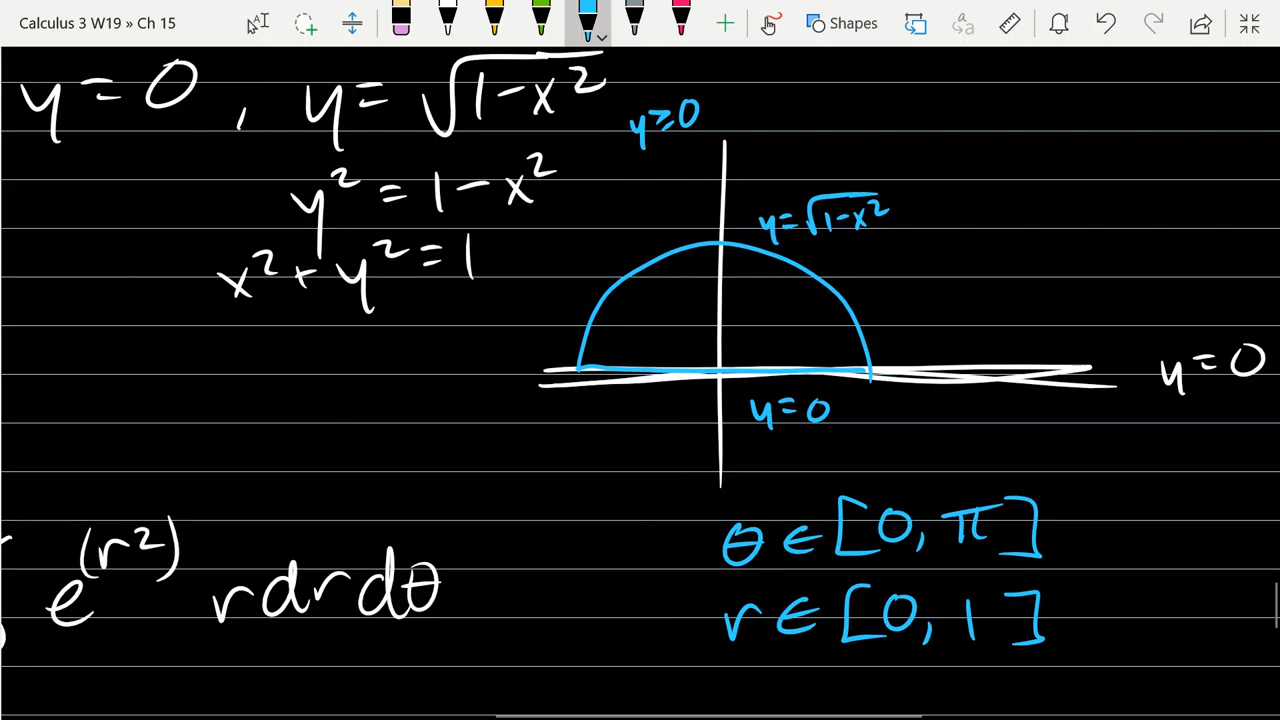 Calculus 3 W19 » Ch 15
Shapes
y = 0 , y = √(1-x²)
y ≥ 0
y² = 1 - x²
y = √(1-x²)
x² + y² = 1
y = 0
y = 0
θ ∈ [0, π]
e^(r²) r dr dθ
r ∈ [0, 1]